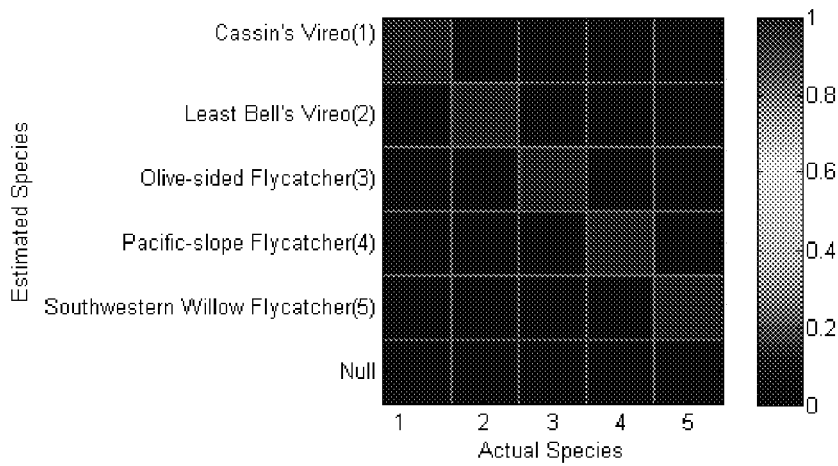 Estimated Species
Cassin's Vireo(1)
Least Bell's Vireo(2)
Olive-sided Flycatcher(3)
Pacific-slope Flycatcher(4)
Southwestern Willow Flycatcher(5)
Null
1 2 3 4 5
Actual Species
1
0.8
0.6
0.4
0.2
0